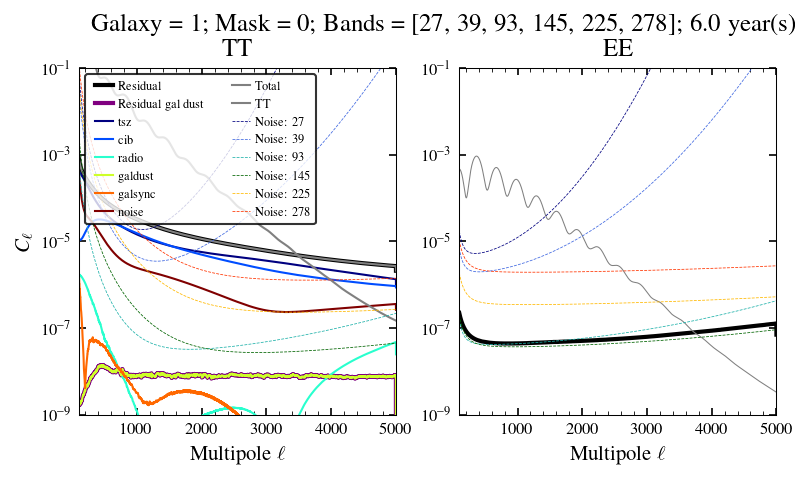 Galaxy = 1; Mask = 0; Bands = [27, 39, 93, 145, 225, 278]; 6.0 year(s)
TT
EE
10⁻¹
10⁻³
10⁻⁵
10⁻⁷
10⁻⁹
Cℓ
Residual
Residual gal dust
tsz
cib
radio
galdust
galsync
noise
Total
TT
Noise: 27
Noise: 39
Noise: 93
Noise: 145
Noise: 225
Noise: 278
1000 2000 3000 4000 5000
Multipole ℓ
10⁻¹
10⁻³
10⁻⁵
10⁻⁷
10⁻⁹
1000 2000 3000 4000 5000
Multipole ℓ